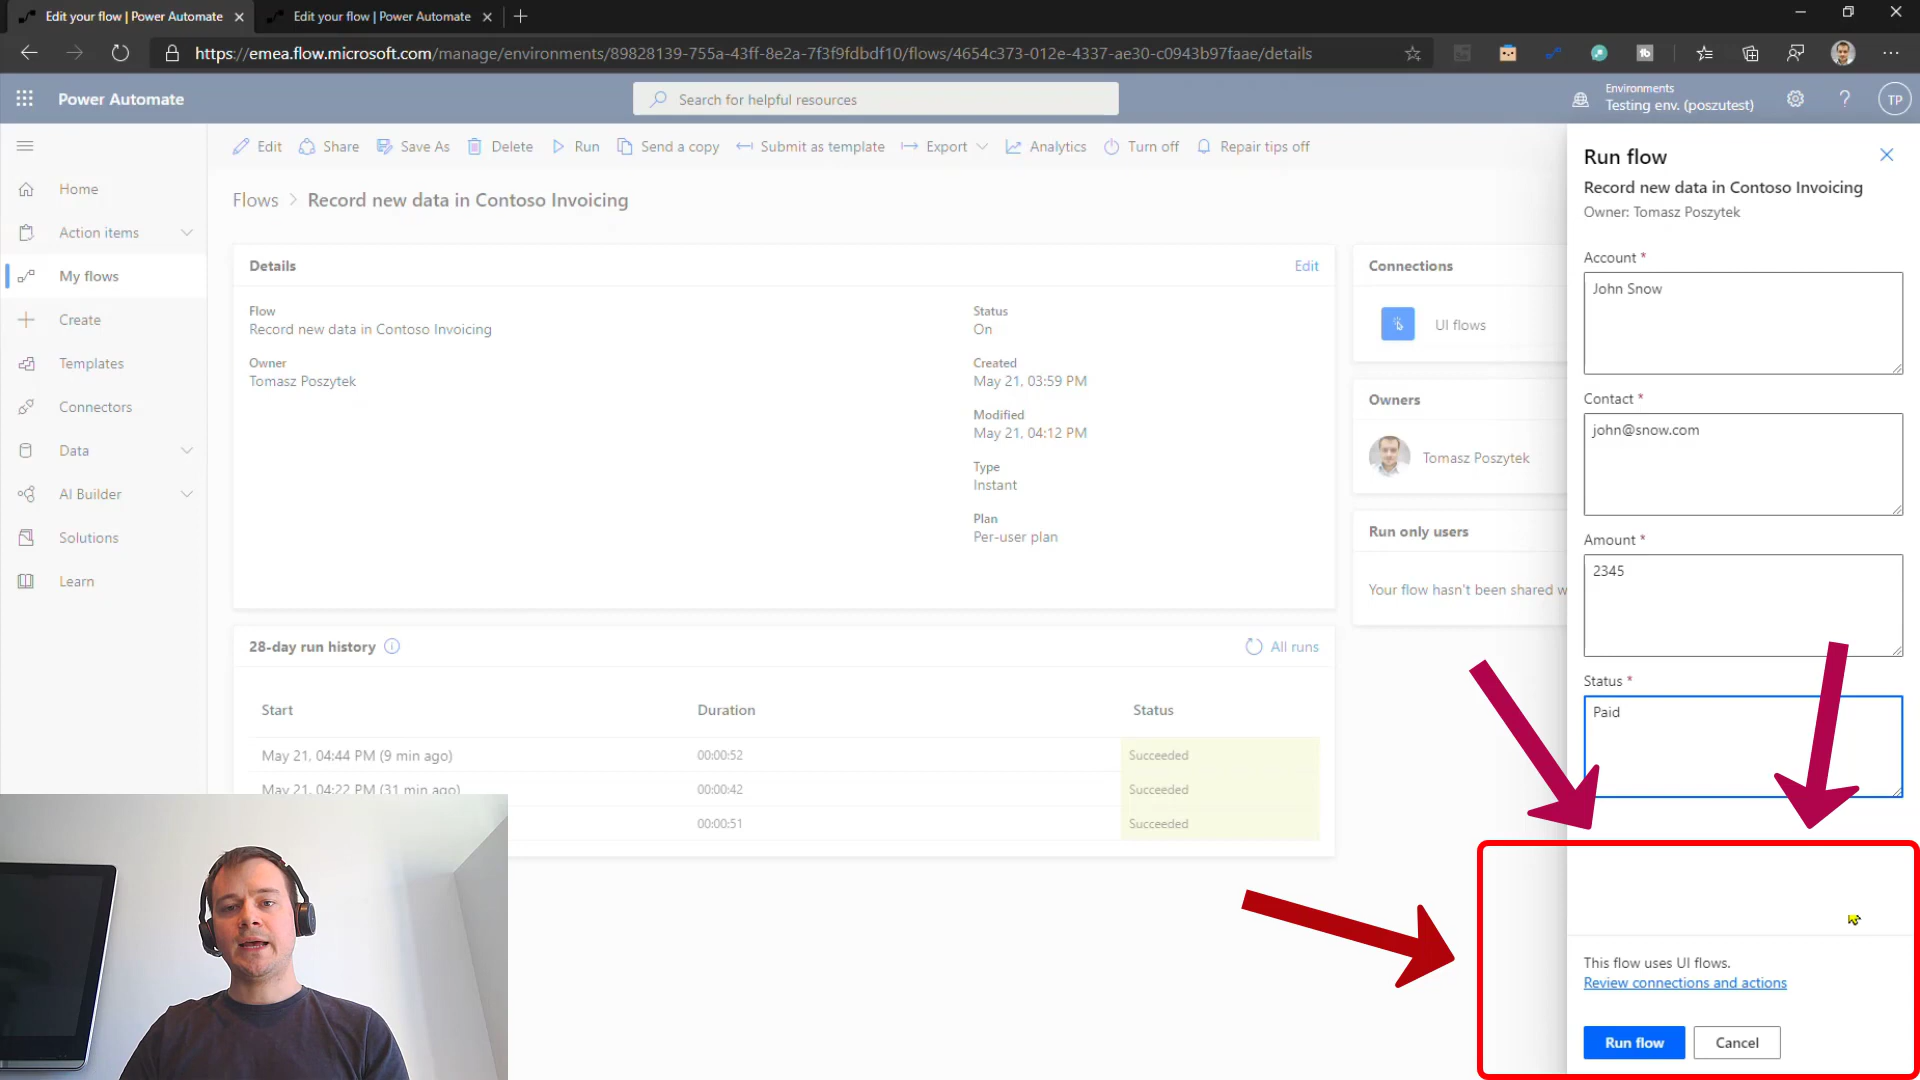 Edit your flow | Power Automate
Edit your flow | Power Automate
https://emea.flow.microsoft.com/manage/environments/89828139-755a-43ff-8e2a-7f3f9fdbdf10/flows/4654c373-012e-4337-ae30-c0943b97faae/details
Power Automate
Search for helpful resources
Environments
Testing env. (poszutest)
TP
Edit
Share
Save As
Delete
Run
Send a copy
Submit as template
Export
Analytics
Turn off
Repair tips off
Home
Action items
My flows
Create
Templates
Connectors
Data
AI Builder
Solutions
Learn
Flows > Record new data in Contoso Invoicing
Details
Edit
Flow
Record new data in Contoso Invoicing
Owner
Tomasz Poszytek
Status
On
Created
May 21, 03:59 PM
Modified
May 21, 04:12 PM
Type
Instant
Plan
Per-user plan
28-day run history
All runs
Start Duration Status
May 21, 04:44 PM (9 min ago) 00:00:52 Succeeded
May 21, 04:22 PM (31 min ago) 00:00:42 Succeeded
00:00:51 Succeeded
Connections
UI flows
Owners
Tomasz Poszytek
Run only users
Your flow hasn't been shared w
Run flow
Record new data in Contoso Invoicing
Owner: Tomasz Poszytek
Account *
John Snow
Contact *
john@snow.com
Amount *
2345
Status *
Paid
This flow uses UI flows.
Review connections and actions
Run flow
Cancel